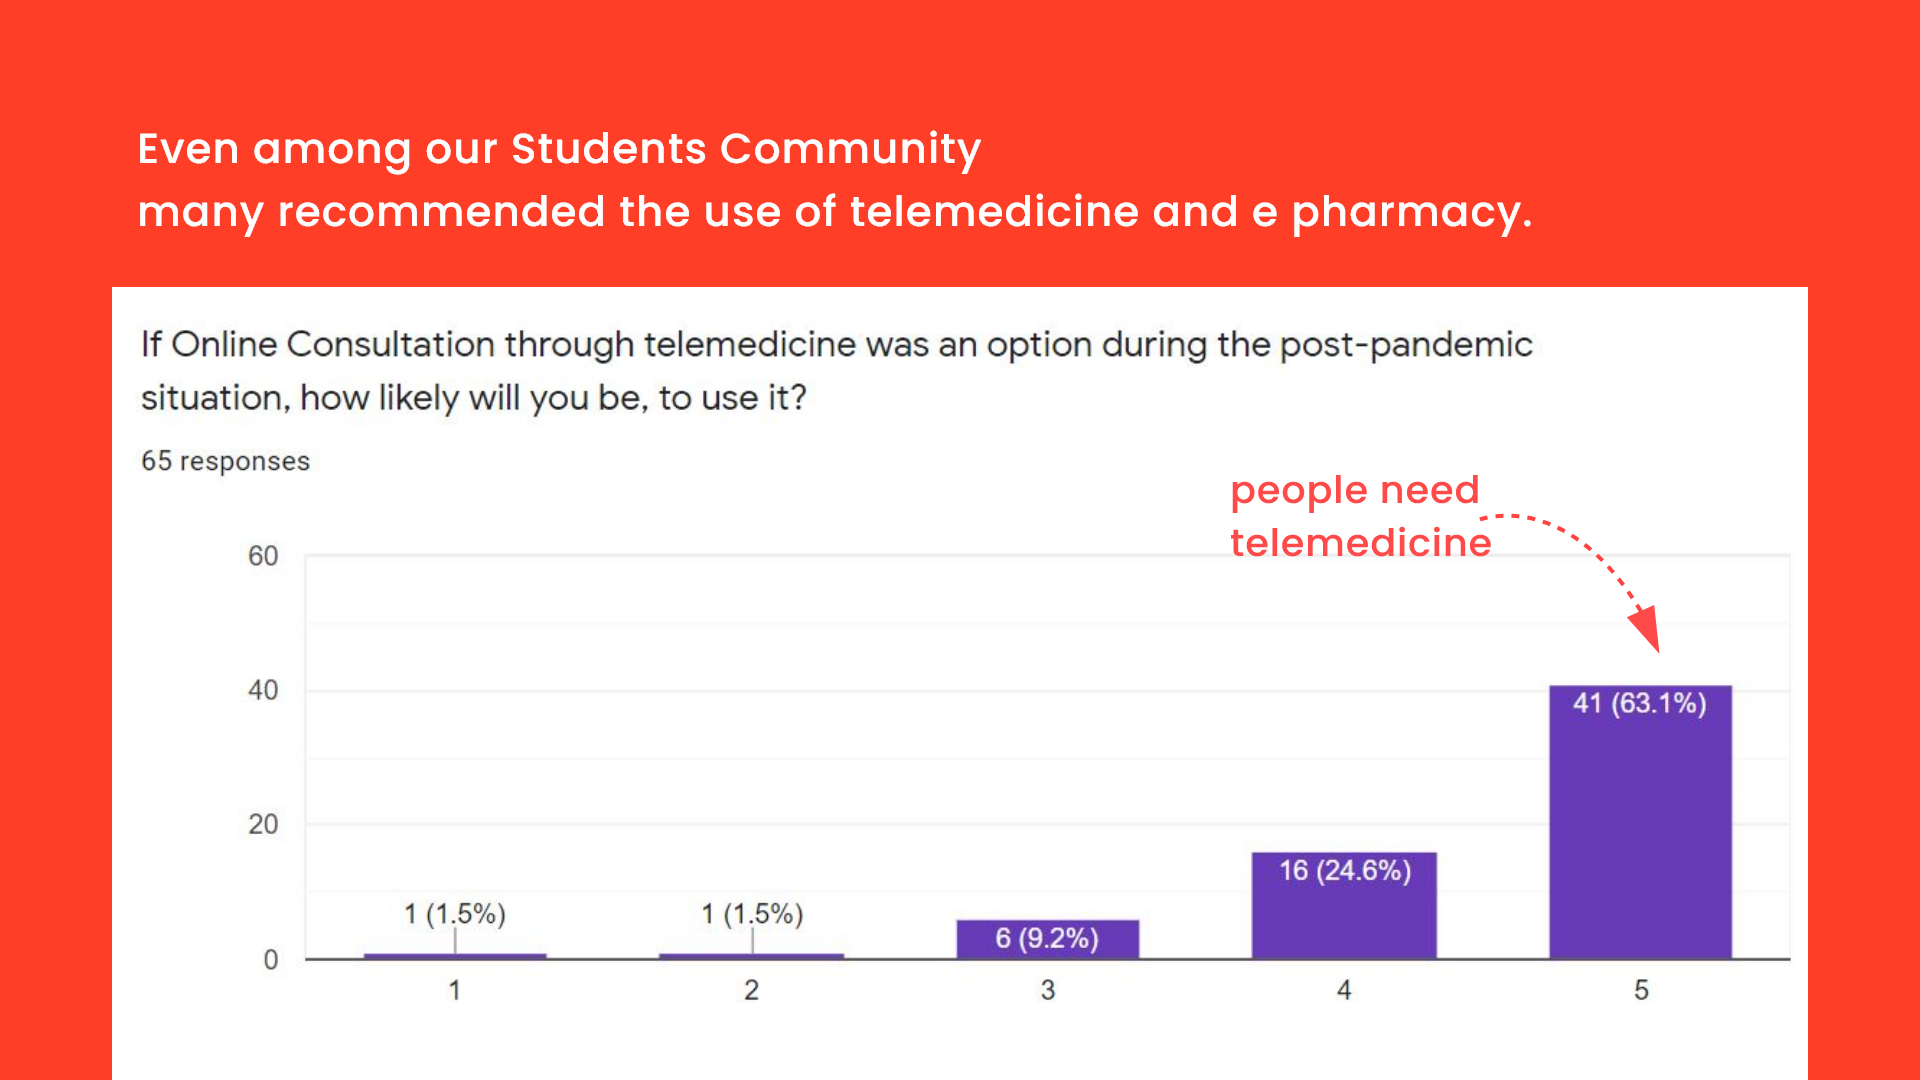 Even among our Students Community
many recommended the use of telemedicine and e pharmacy.
If Online Consultation through telemedicine was an option during the post-pandemic
situation, how likely will you be, to use it?
65 responses
people need
telemedicine
60
40
20
0
1 (1.5%)
1 (1.5%)
6 (9.2%)
16 (24.6%)
41 (63.1%)
1
2
3
4
5